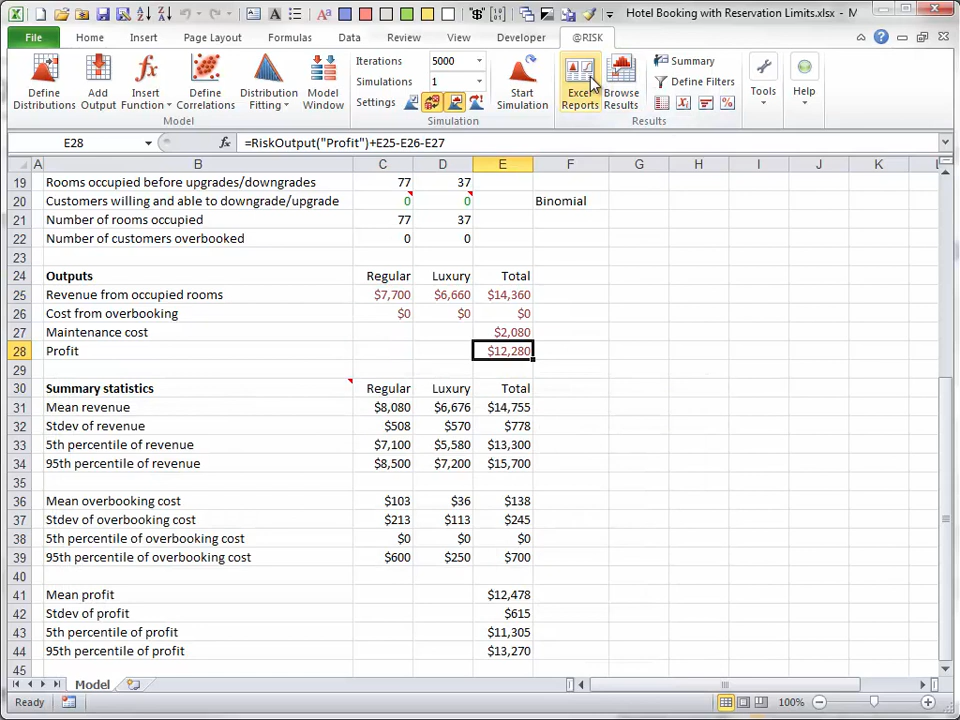 Hotel Booking with Reservation Limits.xlsx - M
File Home Insert Page Layout Formulas Data Review View Developer @RISK
Define Distributions
Add Output
Insert Function
Define Correlations
Distribution Fitting
Model Window
Model
Iterations 5000
Simulations 1
Settings
Start Simulation
Simulation
Excel Reports
Browse Results
Summary
Define Filters
Results
Tools
Help
E28 fx =RiskOutput("Profit")+E25-E26-E27
A B C D E F G H I J K L
19 Rooms occupied before upgrades/downgrades 77 37
20 Customers willing and able to downgrade/upgrade 0 0 Binomial
21 Number of rooms occupied 77 37
22 Number of customers overbooked 0 0
23
24 Outputs Regular Luxury Total
25 Revenue from occupied rooms $7,700 $6,660 $14,360
26 Cost from overbooking $0 $0 $0
27 Maintenance cost $2,080
28 Profit $12,280
29
30 Summary statistics Regular Luxury Total
31 Mean revenue $8,080 $6,676 $14,755
32 Stdev of revenue $508 $570 $778
33 5th percentile of revenue $7,100 $5,580 $13,300
34 95th percentile of revenue $8,500 $7,200 $15,700
35
36 Mean overbooking cost $103 $36 $138
37 Stdev of overbooking cost $213 $113 $245
38 5th percentile of overbooking cost $0 $0 $0
39 95th percentile of overbooking cost $600 $250 $700
40
41 Mean profit $12,478
42 Stdev of profit $615
43 5th percentile of profit $11,305
44 95th percentile of profit $13,270
45
Model
Ready 100%